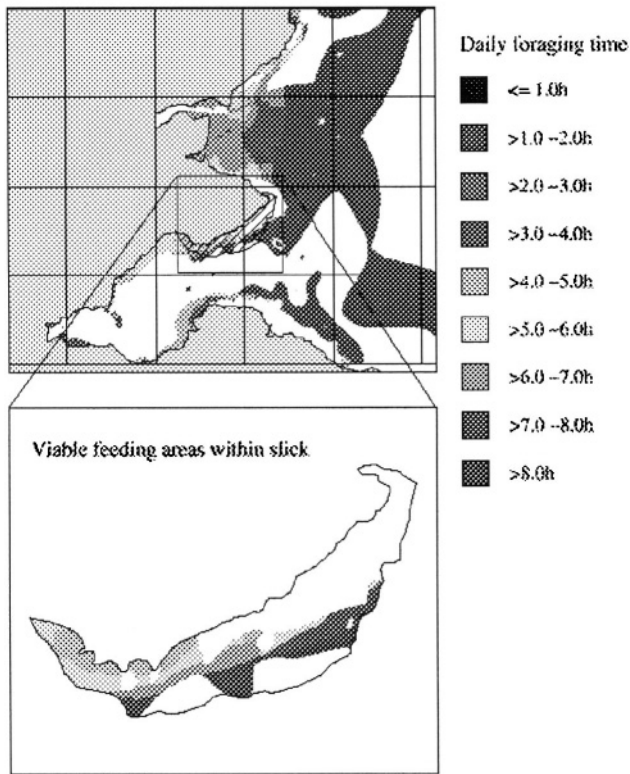 Daily foraging time
<= 1.0h
>1.0 –2.0h
>2.0 –3.0h
>3.0 –4.0h
>4.0 –5.0h
>5.0 –6.0h
>6.0 –7.0h
>7.0 –8.0h
>8.0h
Viable feeding areas within slick